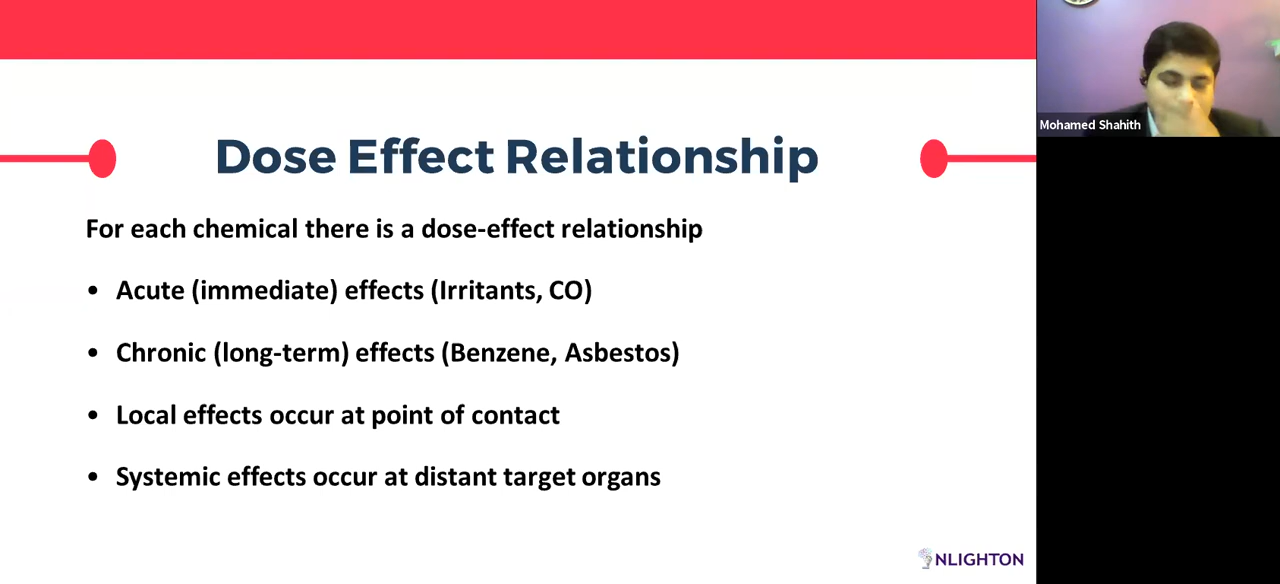 Dose Effect Relationship
For each chemical there is a dose-effect relationship
• Acute (immediate) effects (Irritants, CO)
• Chronic (long-term) effects (Benzene, Asbestos)
• Local effects occur at point of contact
• Systemic effects occur at distant target organs
NLIGHTON
Mohamed Shahith